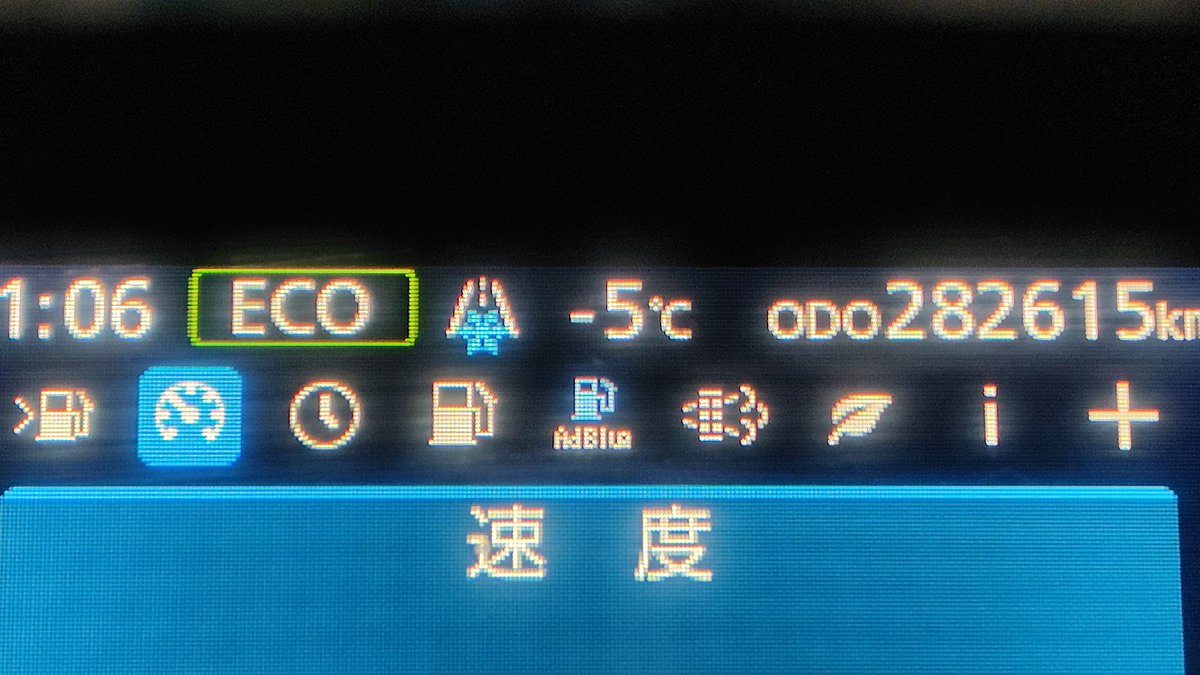 1:06 ECO -5℃ ODO282615km
AdBlue i
速 度